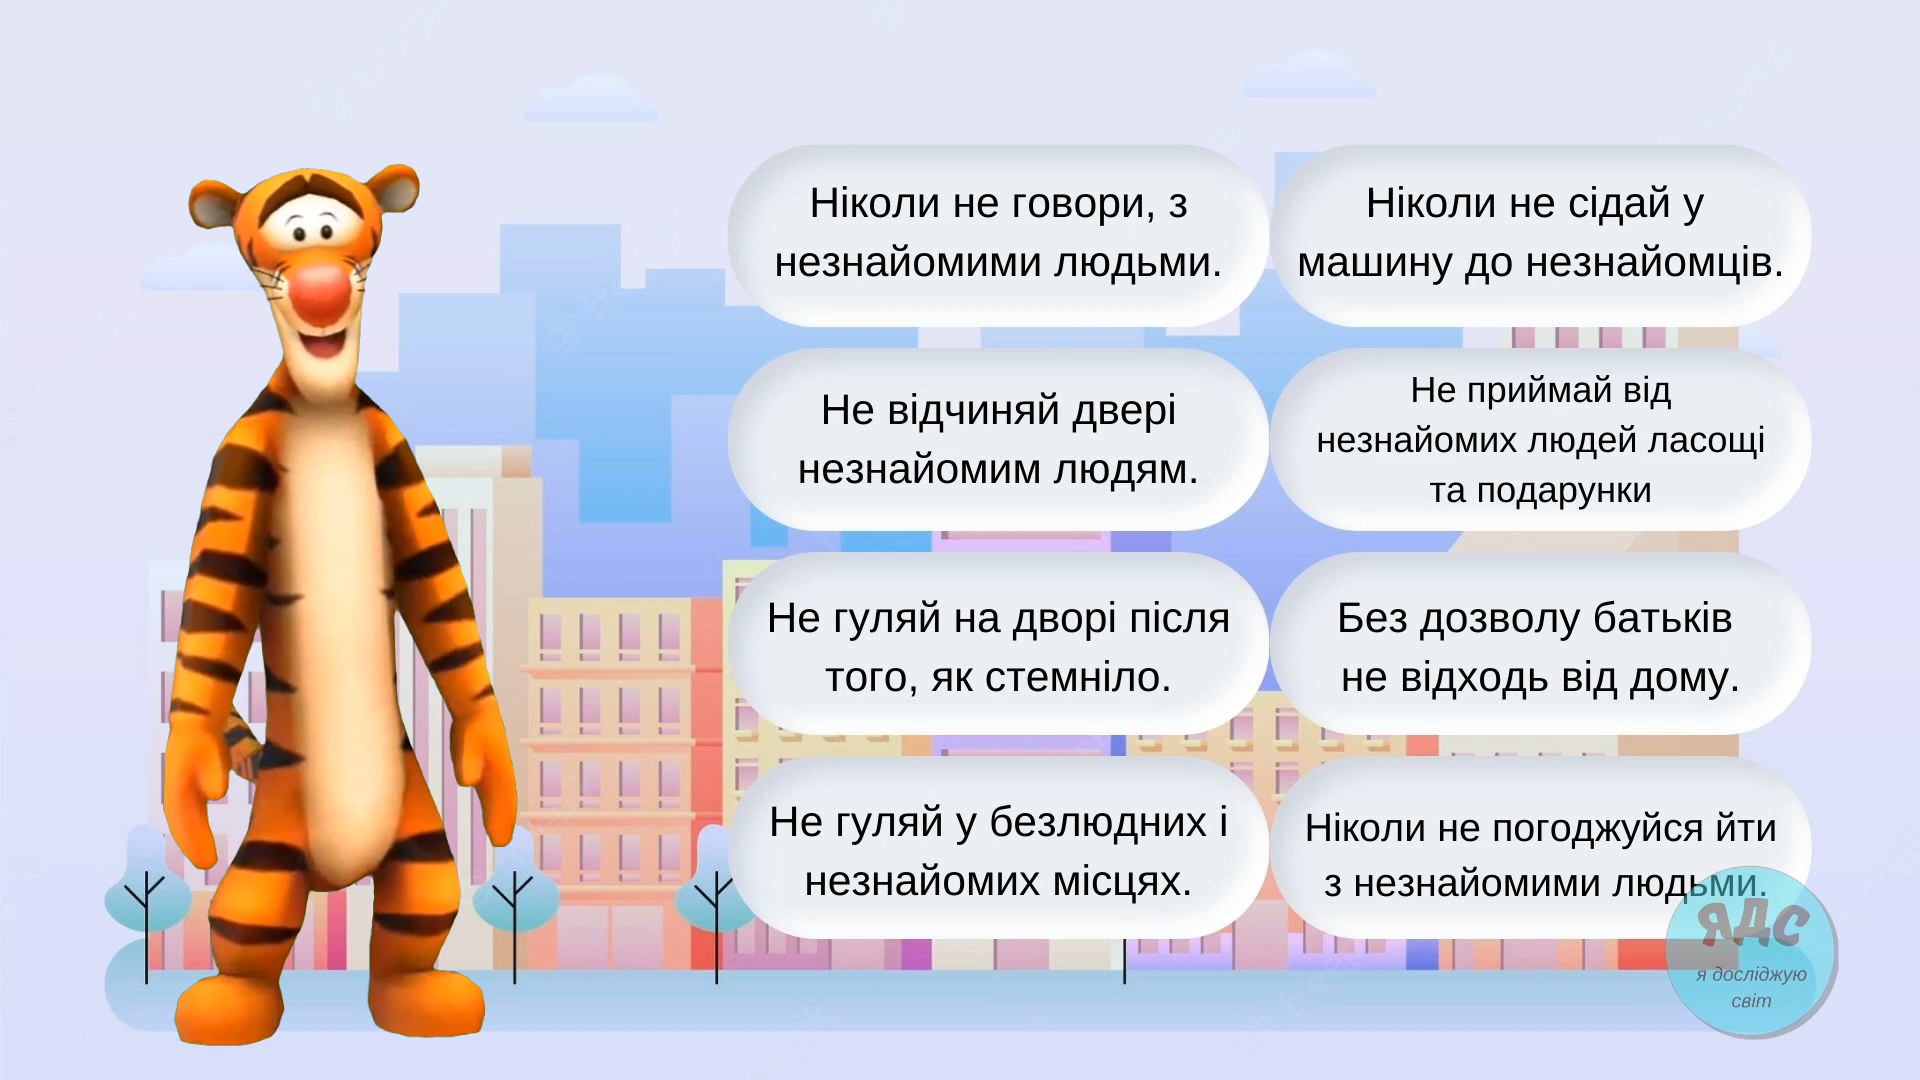 Ніколи не говори, з
незнайомими людьми.
Ніколи не сідай у
машину до незнайомців.
Не відчиняй двері
незнайомим людям.
Не приймай від
незнайомих людей ласощі
та подарунки
Не гуляй на дворі після
того, як стемніло.
Без дозволу батьків
не відходь від дому.
Не гуляй у безлюдних і
незнайомих місцях.
Ніколи не погоджуйся йти
з незнайомими людьми.
ЯДС
я досліджую
світ